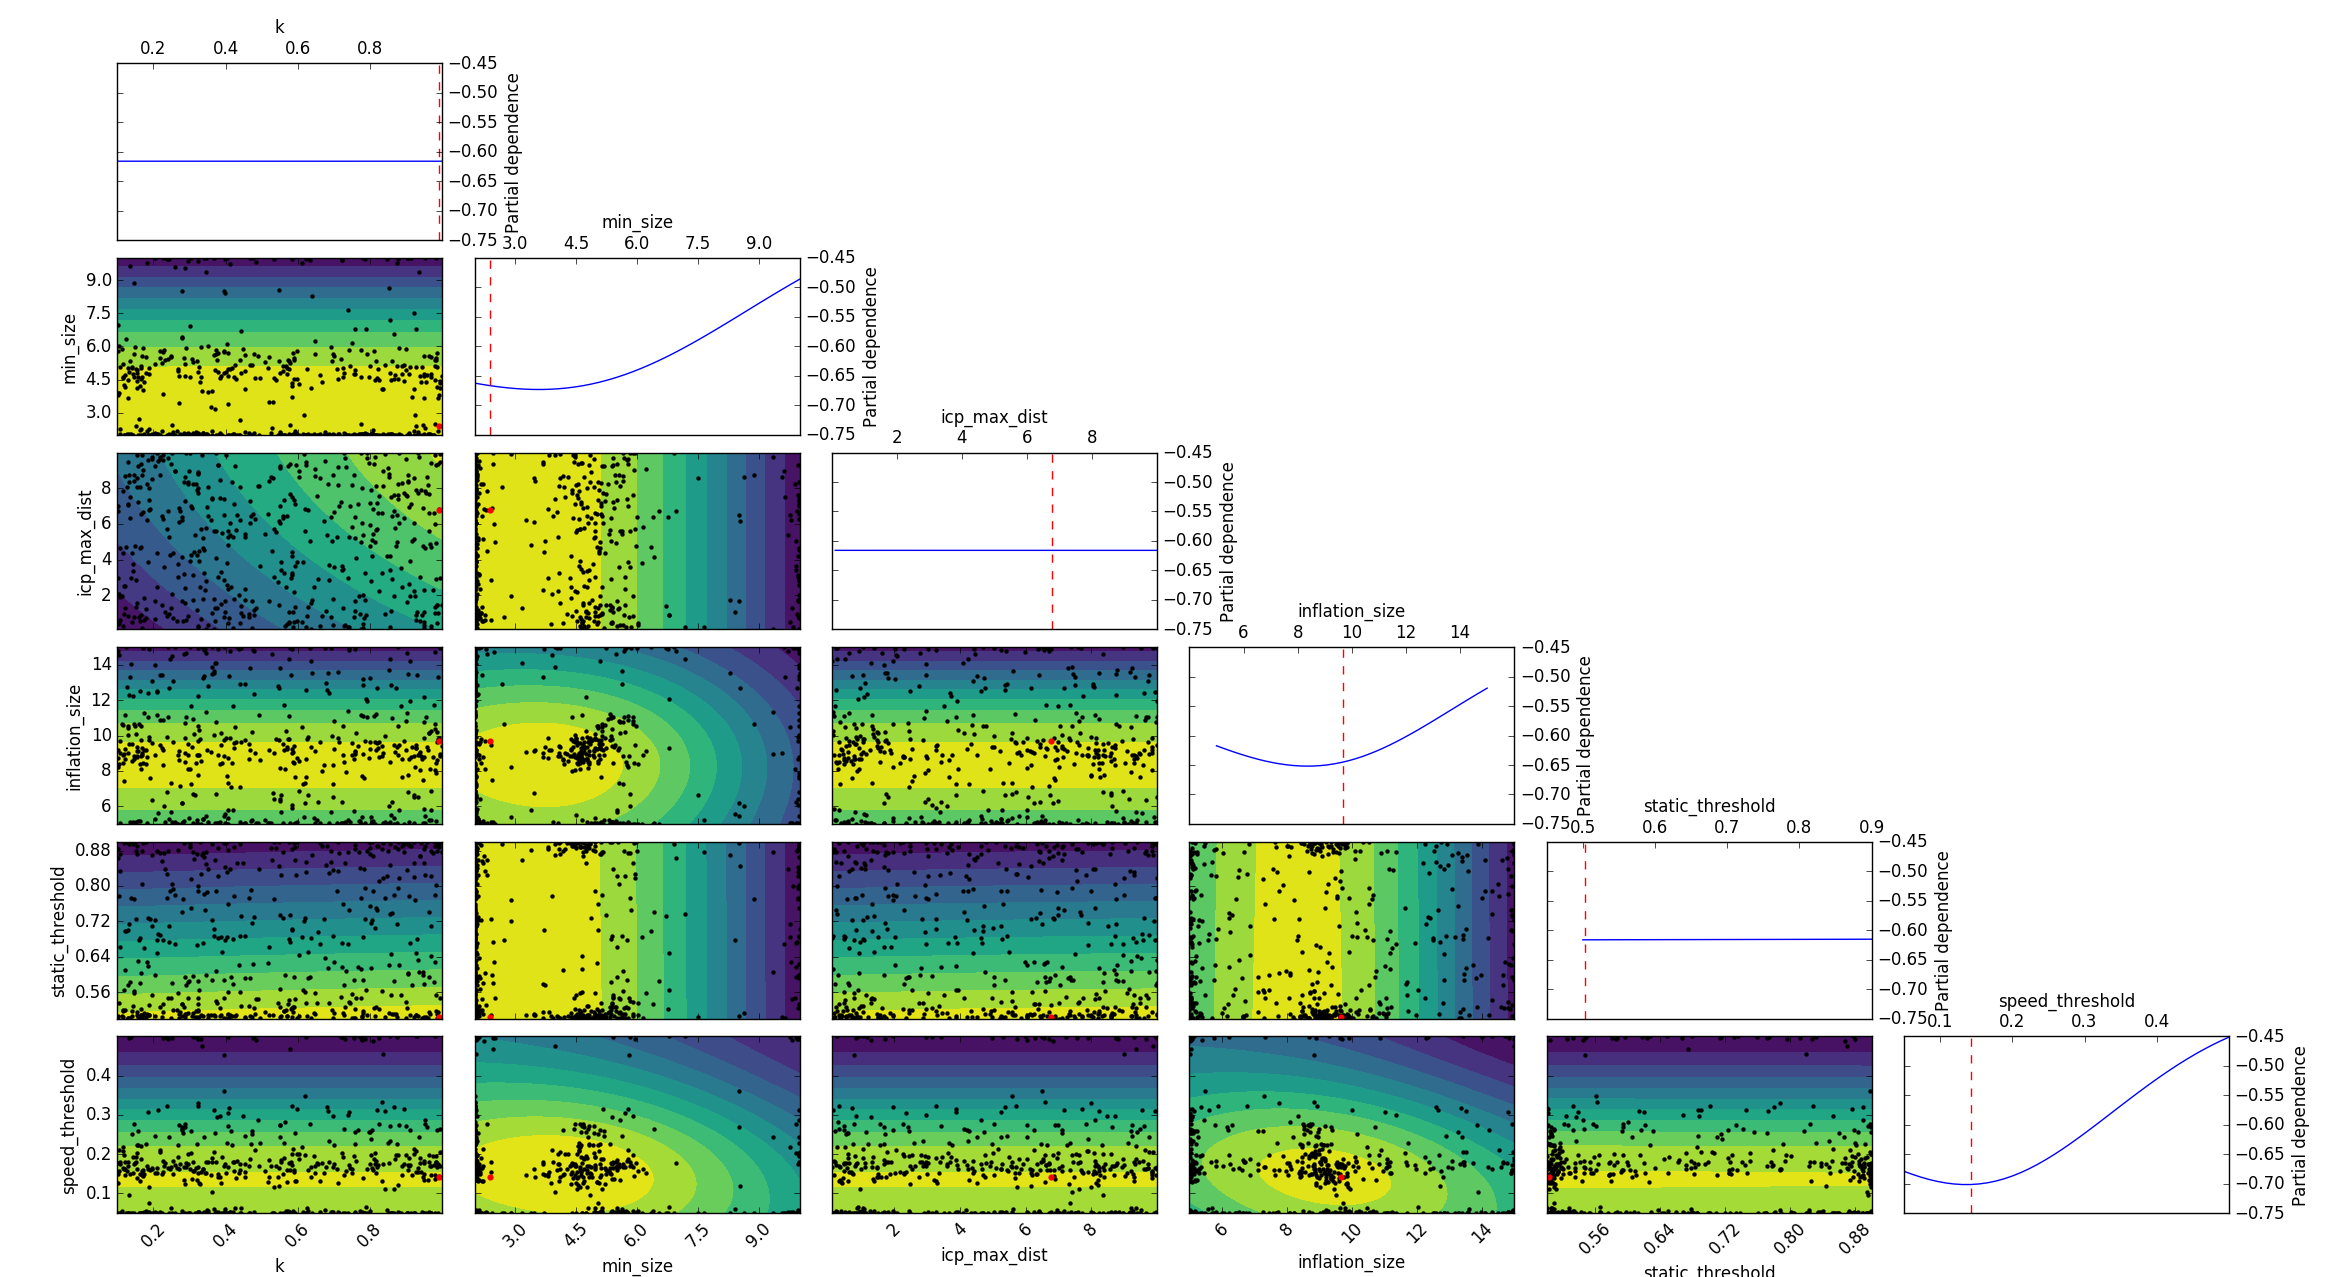 k
0.2 0.4 0.6 0.8
−0.45
−0.50
−0.55
−0.60
−0.65
−0.70
−0.75
Partial dependence
min_size
3.0 4.5 6.0 7.5 9.0
min_size
9.0
7.5
6.0
4.5
3.0
−0.45
−0.50
−0.55
−0.60
−0.65
−0.70
−0.75
Partial dependence
icp_max_dist
2 4 6 8
icp_max_dist
8
6
4
2
−0.45
−0.50
−0.55
−0.60
−0.65
−0.70
−0.75
Partial dependence
inflation_size
6 8 10 12 14
inflation_size
14
12
10
8
6
−0.45
−0.50
−0.55
−0.60
−0.65
−0.70
−0.75
Partial dependence
static_threshold
0.5 0.6 0.7 0.8 0.9
static_threshold
0.88
0.80
0.72
0.64
0.56
−0.45
−0.50
−0.55
−0.60
−0.65
−0.70
−0.75
Partial dependence
speed_threshold
0.1 0.2 0.3 0.4
speed_threshold
0.4
0.3
0.2
0.1
−0.45
−0.50
−0.55
−0.60
−0.65
−0.70
−0.75
Partial dependence
0.2 0.4 0.6 0.8
k
3.0 4.5 6.0 7.5 9.0
min_size
2 4 6 8
icp_max_dist
6 8 10 12 14
inflation_size
0.56 0.64 0.72 0.80 0.88
static_threshold